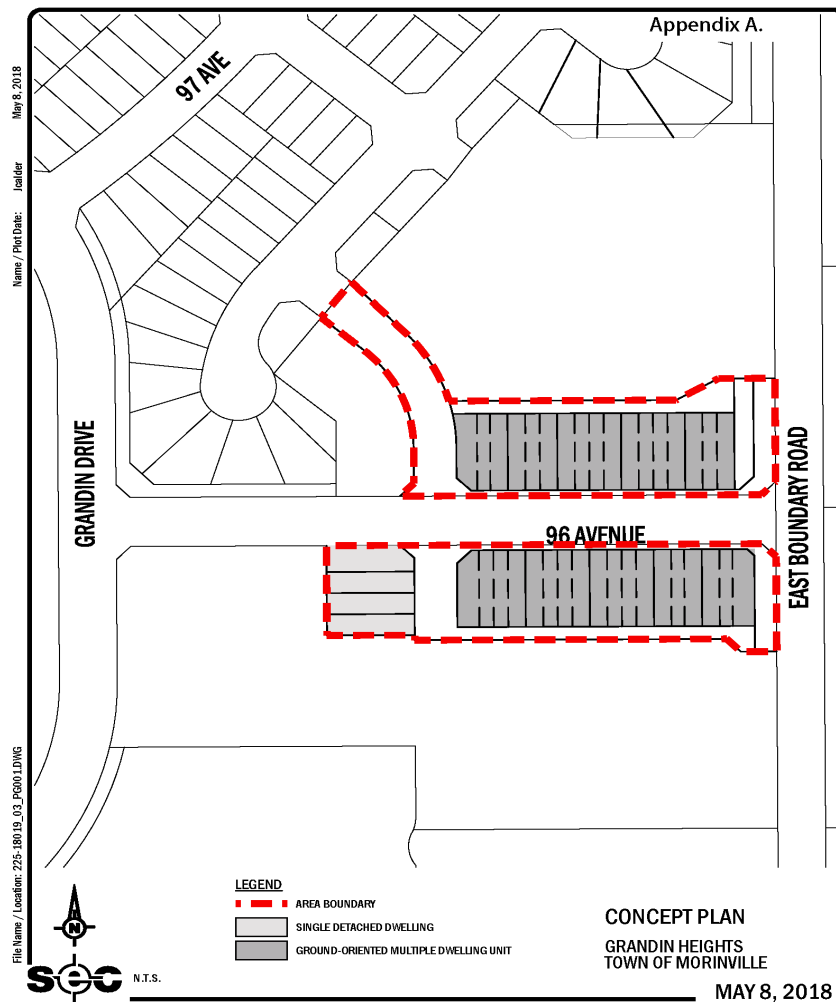 Appendix A.
97 AVE
GRANDIN DRIVE
96 AVENUE
EAST BOUNDARY ROAD
Name / Plot Date: Jcalder May 8, 2018
File Name / Location: 225-18019_03_PG001.DWG
LEGEND
AREA BOUNDARY
SINGLE DETACHED DWELLING
GROUND-ORIENTED MULTIPLE DWELLING UNIT
N
sec
N.T.S.
CONCEPT PLAN
GRANDIN HEIGHTS
TOWN OF MORINVILLE
MAY 8, 2018